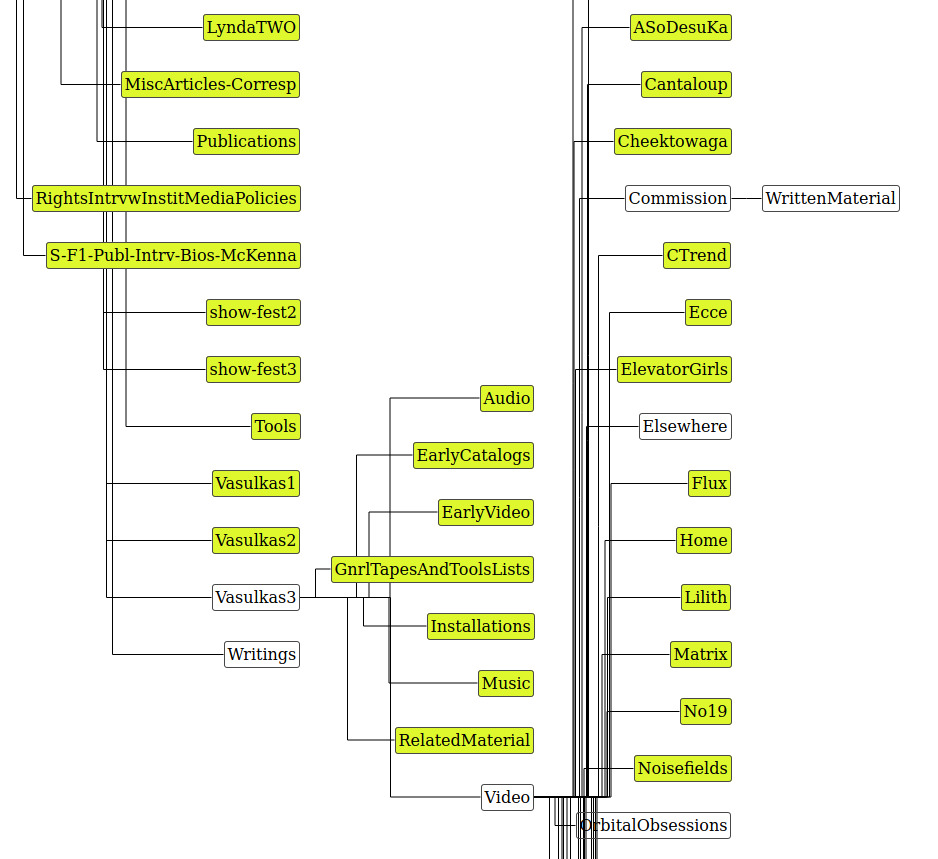 LyndaTWO
MiscArticles-Corresp
Publications
RightsIntrvwInstitMediaPolicies
S-F1-Publ-Intrv-Bios-McKenna
show-fest2
show-fest3
Tools
Vasulkas1
Vasulkas2
Vasulkas3
Writings
Audio
EarlyCatalogs
EarlyVideo
GnrlTapesAndToolsLists
Installations
Music
RelatedMaterial
Video
ASoDesuKa
Cantaloup
Cheektowaga
Commission
WrittenMaterial
CTrend
Ecce
ElevatorGirls
Elsewhere
Flux
Home
Lilith
Matrix
No19
Noisefields
OrbitalObsessions